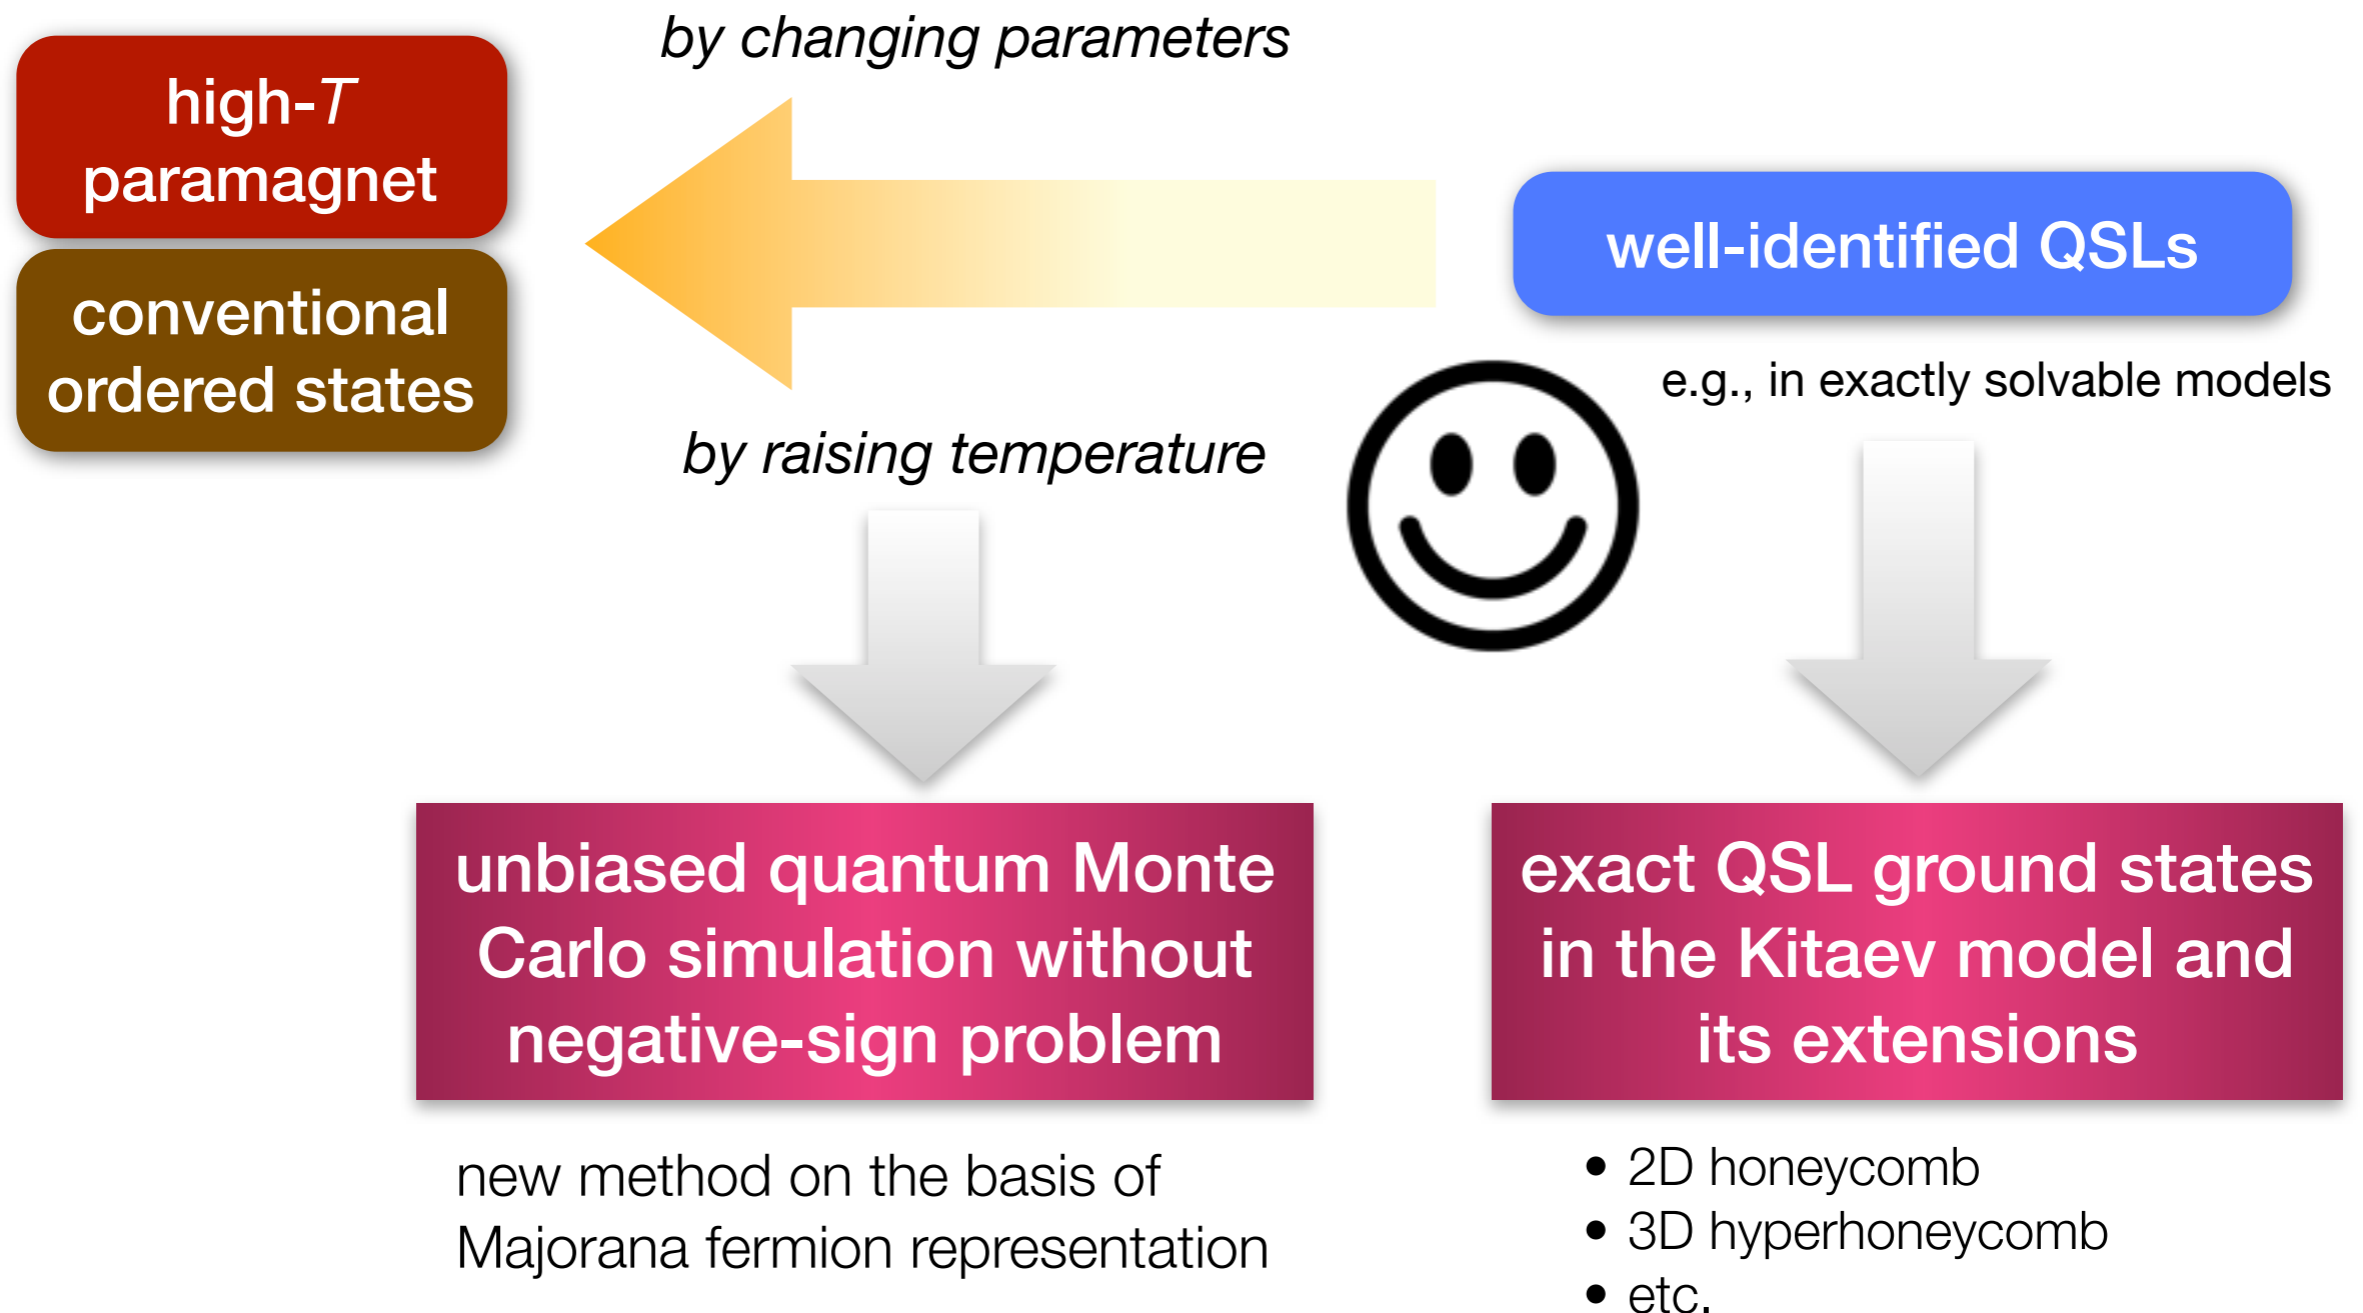 by changing parameters
high-T
paramagnet
conventional
ordered states
well-identified QSLs
e.g., in exactly solvable models
by raising temperature
unbiased quantum Monte
Carlo simulation without
negative-sign problem
new method on the basis of
Majorana fermion representation
exact QSL ground states
in the Kitaev model and
its extensions
• 2D honeycomb
• 3D hyperhoneycomb
• etc.